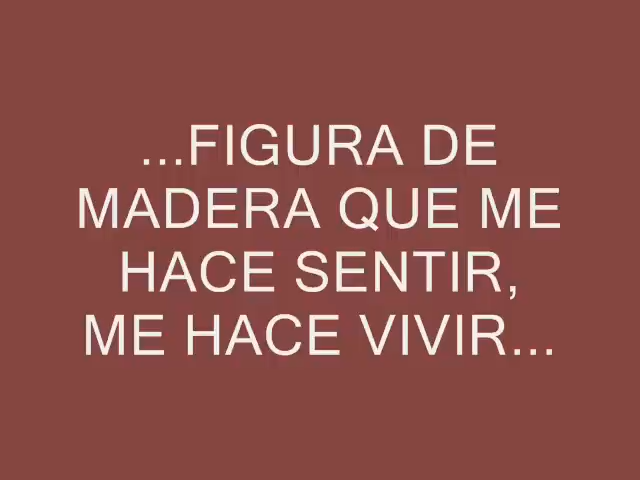 ...FIGURA DE
MADERA QUE ME
HACE SENTIR,
ME HACE VIVIR...